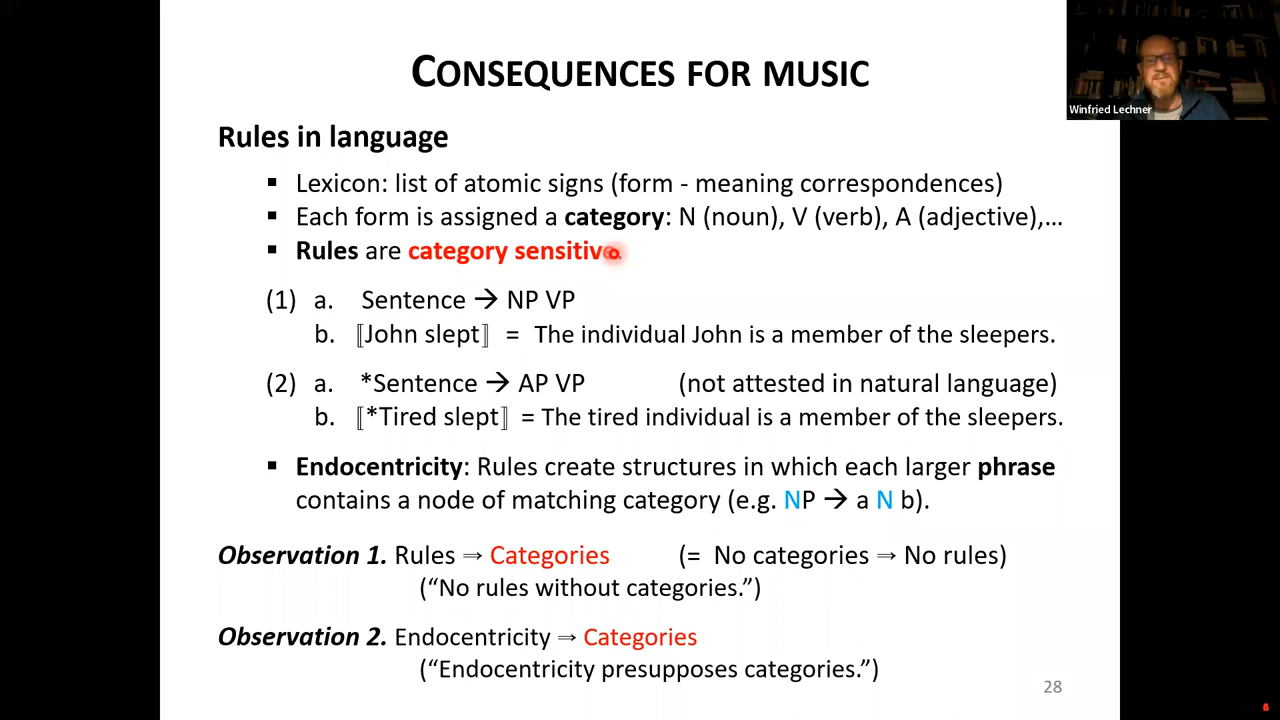 CONSEQUENCES FOR MUSIC
Winfried Lechner
Rules in language
▪ Lexicon: list of atomic signs (form - meaning correspondences)
▪ Each form is assigned a category: N (noun), V (verb), A (adjective),…
▪ Rules are category sensitive.
(1) a. Sentence → NP VP
b. ⟦John slept⟧ = The individual John is a member of the sleepers.
(2) a. *Sentence → AP VP (not attested in natural language)
b. ⟦*Tired slept⟧ = The tired individual is a member of the sleepers.
▪ Endocentricity: Rules create structures in which each larger phrase
contains a node of matching category (e.g. NP → a N b).
Observation 1. Rules ⇒ Categories (= No categories ⇒ No rules)
(“No rules without categories.”)
Observation 2. Endocentricity ⇒ Categories
(“Endocentricity presupposes categories.”)
28